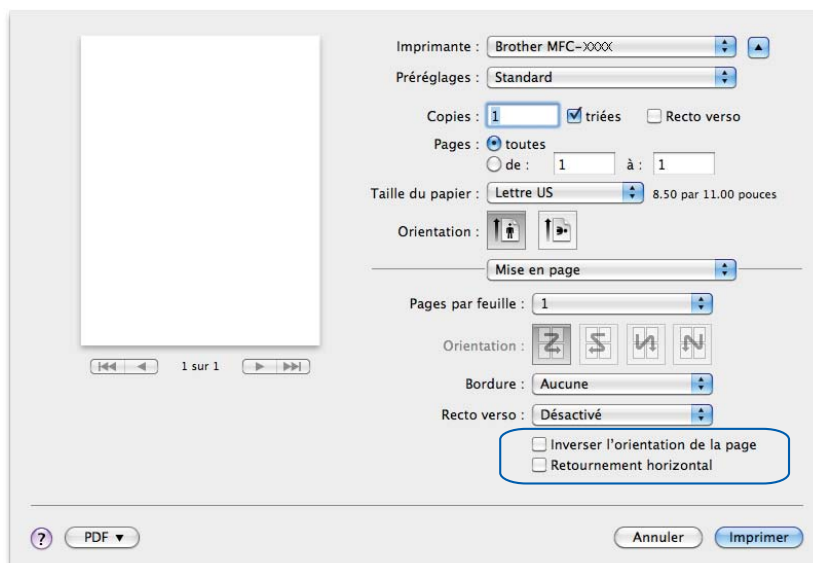 Imprimante : Brother MFC-XXXX
Préréglages : Standard
Copies : 1 triées Recto verso
Pages : toutes
de : 1 à : 1
Taille du papier : Lettre US 8.50 par 11.00 pouces
Orientation :
Mise en page
Pages par feuille : 1
Orientation :
1 sur 1
Bordure : Aucune
Recto verso : Désactivé
Inverser l'orientation de la page
Retournement horizontal
? PDF Annuler Imprimer